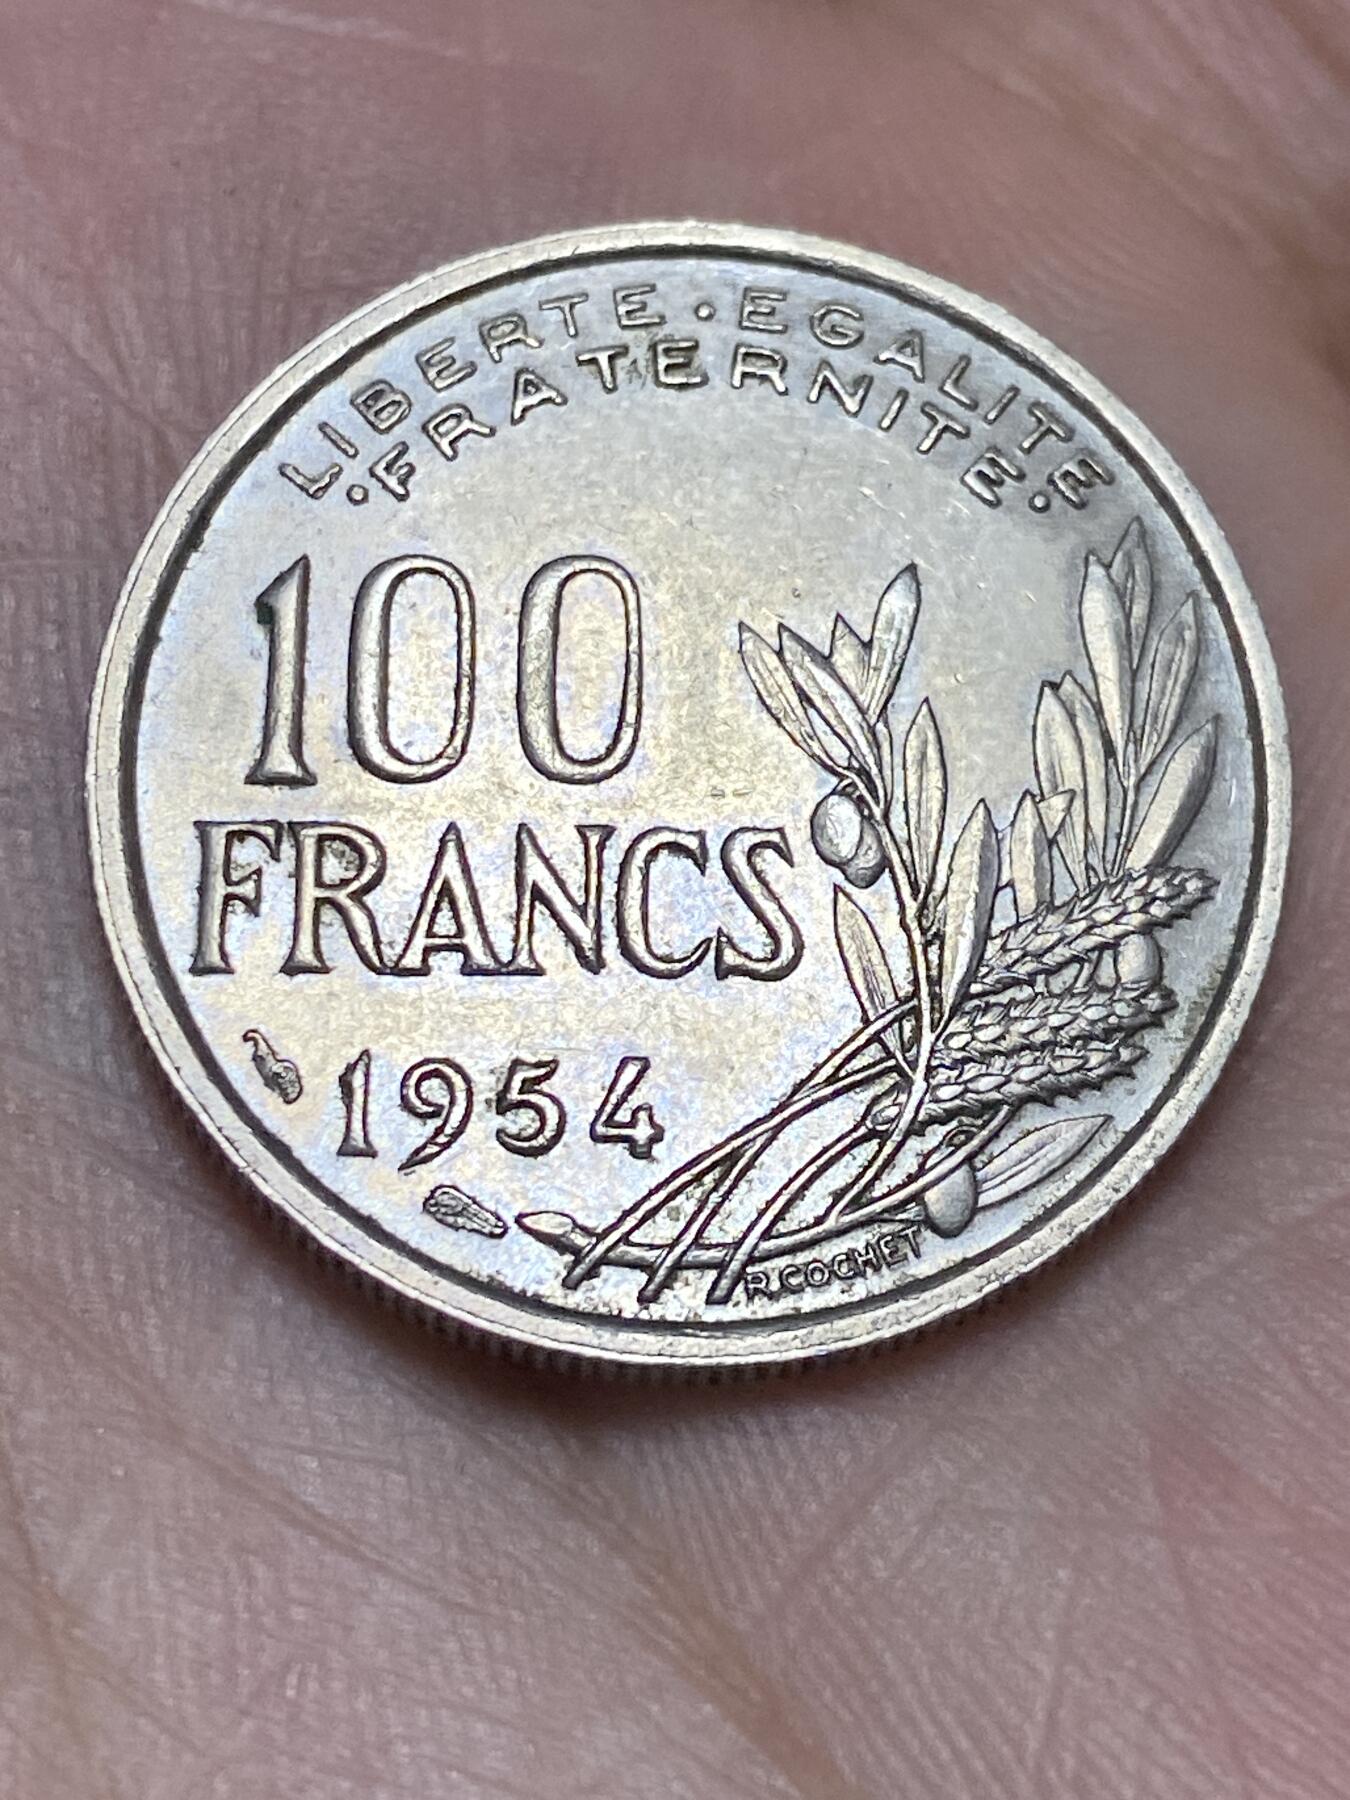 LIBERTE·EGALITE
·FRATERNITE·
100
FRANCS
1954
R.COCHET